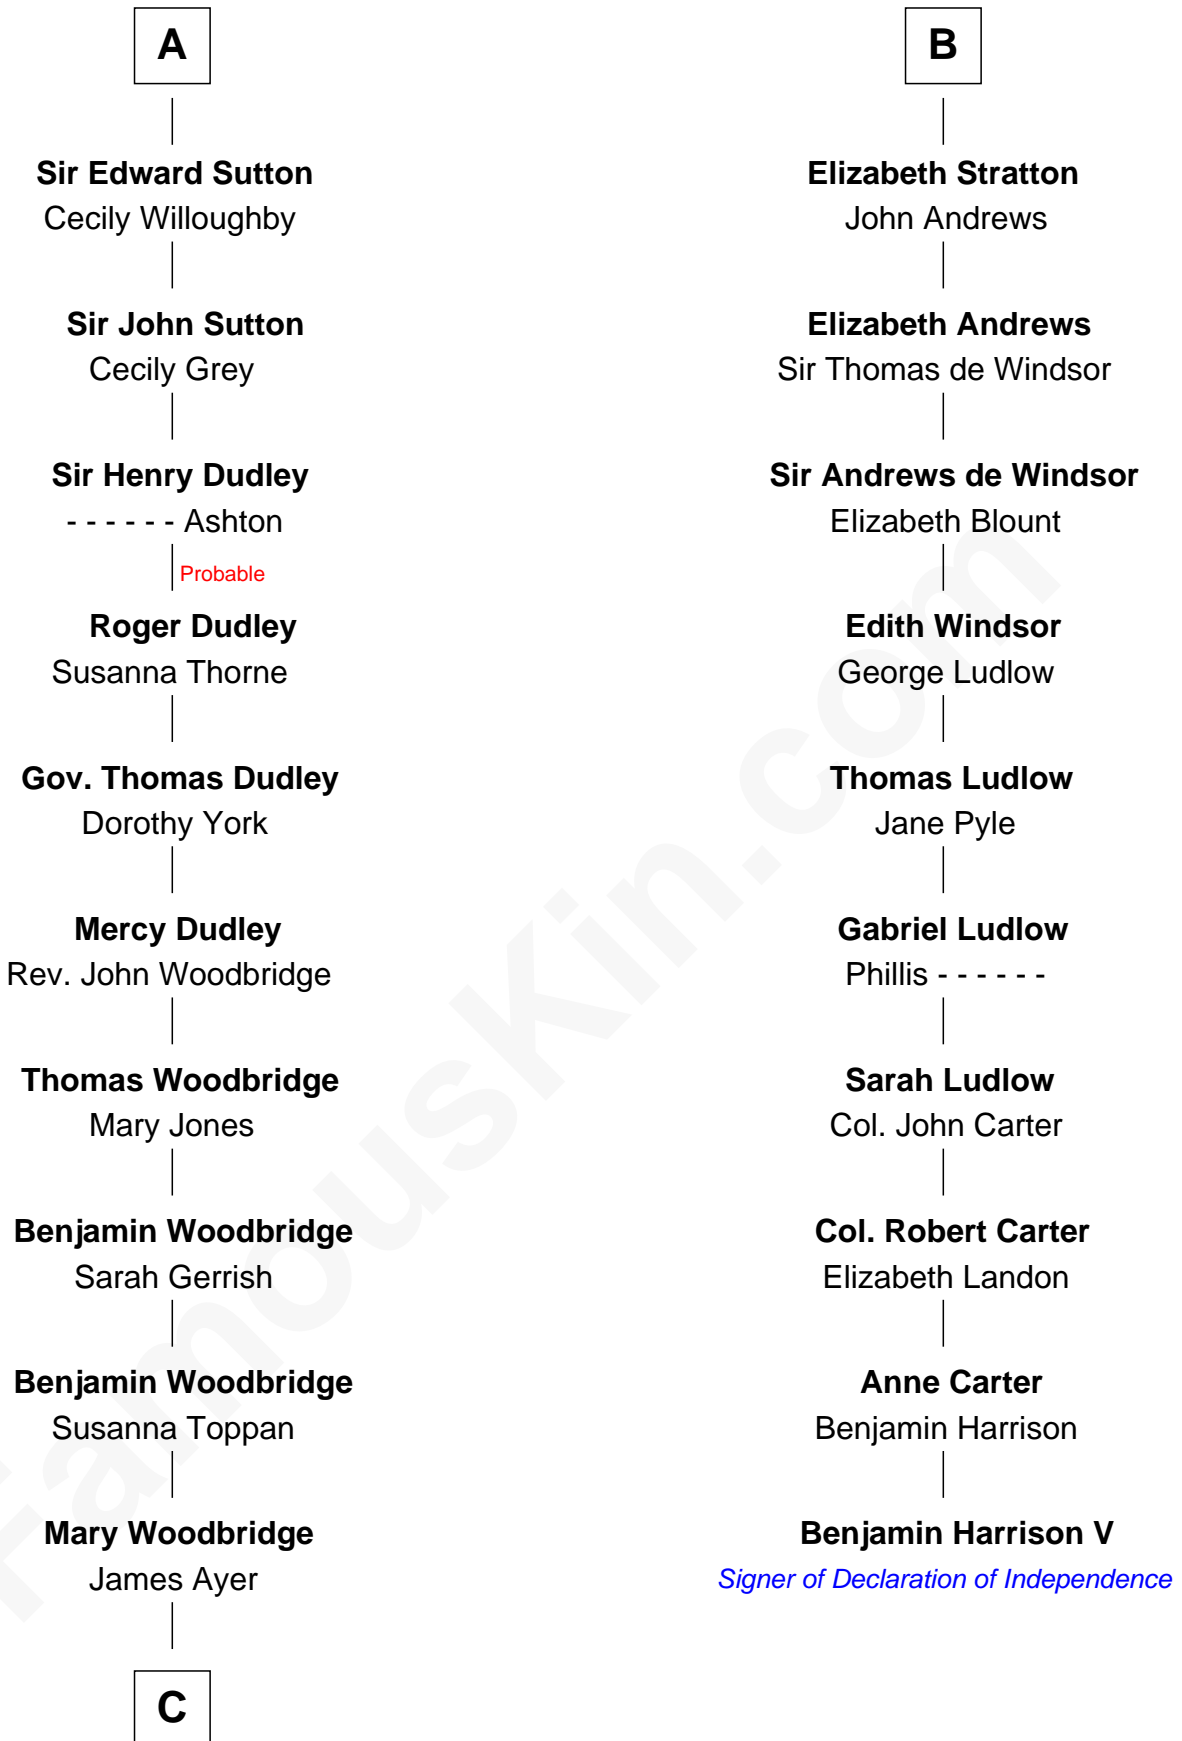 A
Sir Edward Sutton
Cecily Willoughby
Sir John Sutton
Cecily Grey
Sir Henry Dudley
- - - - - - Ashton
Probable
Roger Dudley
Susanna Thorne
Gov. Thomas Dudley
Dorothy York
Mercy Dudley
Rev. John Woodbridge
Thomas Woodbridge
Mary Jones
Benjamin Woodbridge
Sarah Gerrish
Benjamin Woodbridge
Susanna Toppan
Mary Woodbridge
James Ayer
C
B
Elizabeth Stratton
John Andrews
Elizabeth Andrews
Sir Thomas de Windsor
Sir Andrews de Windsor
Elizabeth Blount
Edith Windsor
George Ludlow
Thomas Ludlow
Jane Pyle
Gabriel Ludlow
Phillis - - - - - -
Sarah Ludlow
Col. John Carter
Col. Robert Carter
Elizabeth Landon
Anne Carter
Benjamin Harrison
Benjamin Harrison V
Signer of Declaration of Independence
FamousKin.com